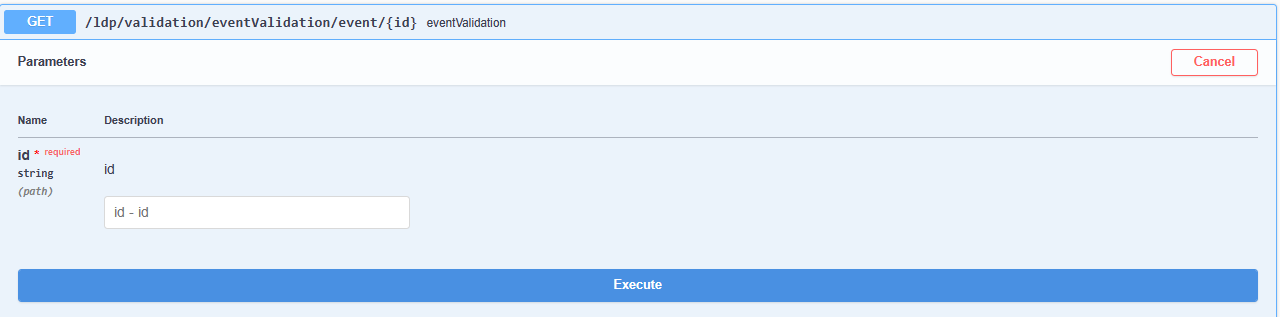 GET /ldp/validation/eventValidation/event/{id} eventValidation
Parameters Cancel
Name Description
id * required
string
(path)
id
id - id
Execute